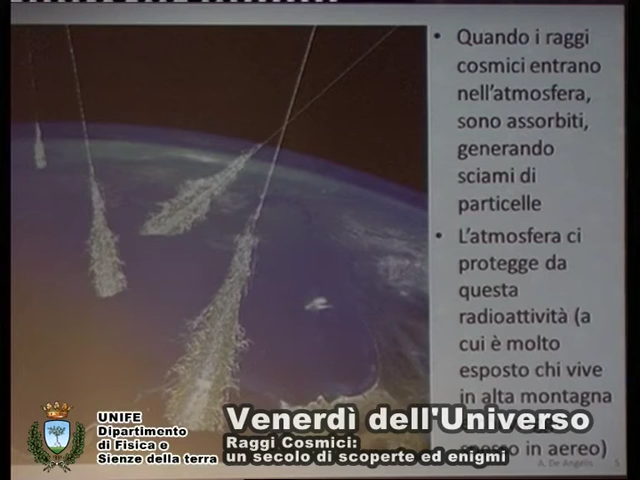 • Quando i raggi
cosmici entrano
nell'atmosfera,
sono assorbiti,
generando
sciami di
particelle
• L'atmosfera ci
protegge da
questa
radioattività (a
cui è molto
esposto chi vive
in alta montagna
in aereo)
A. De Angelis 5
UNIFE
Dipartimento
di Fisica e
Sienze della terra
Venerdì dell'Universo
Raggi Cosmici:
un secolo di scoperte ed enigmi